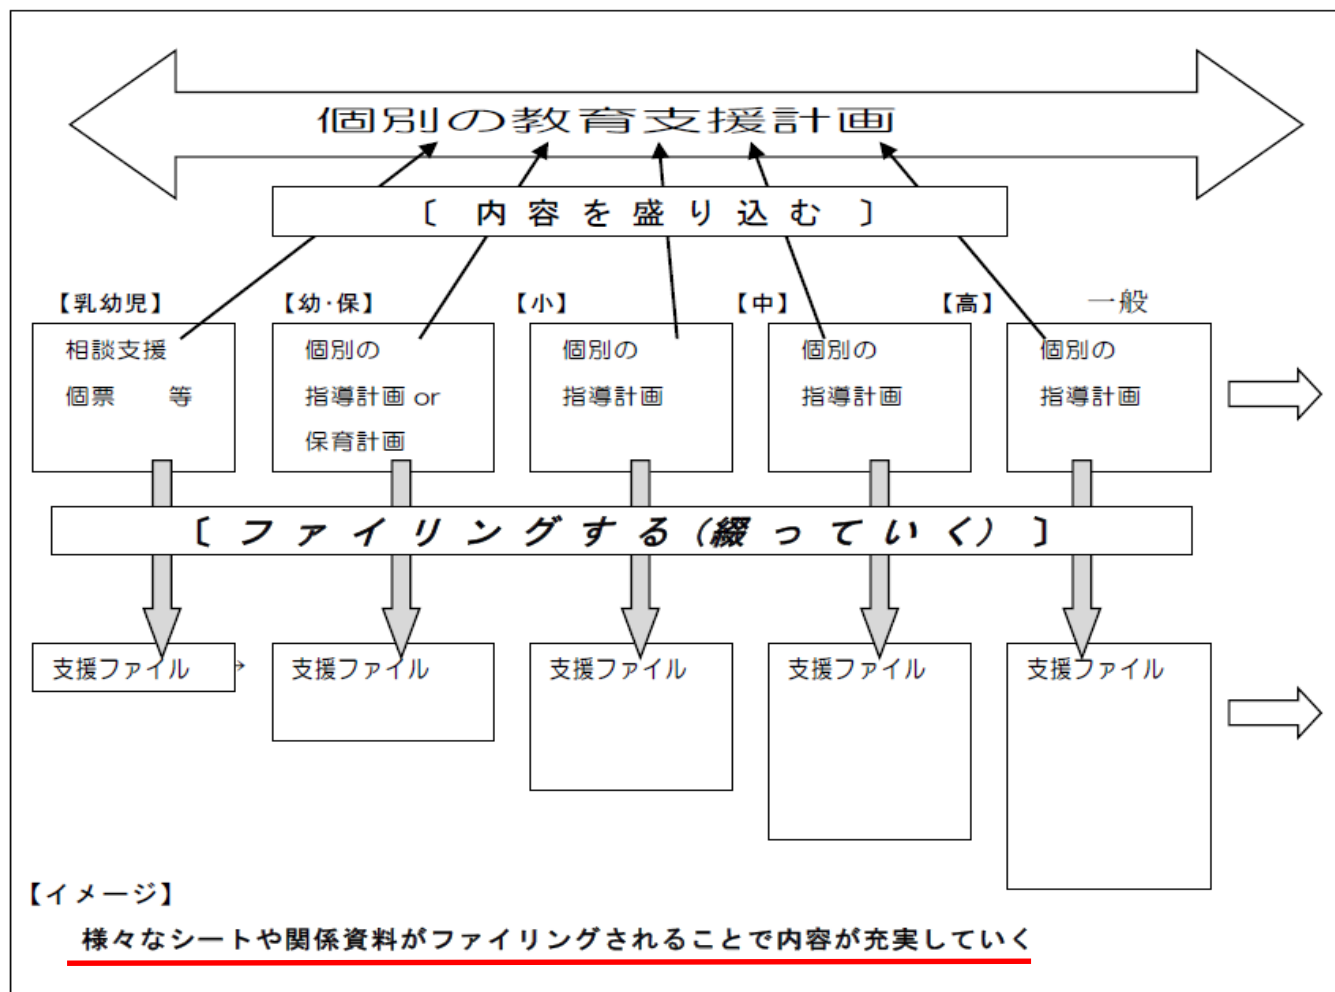 個別の教育支援計画
〔 内容を盛り込む 〕
【乳幼児】
【幼・保】
【小】
【中】
【高】
一般
相談支援
個票 等
個別の
指導計画 or
保育計画
個別の
指導計画
個別の
指導計画
個別の
指導計画
〔ファイリングする(綴っていく)〕
支援ファイル
→
支援ファイル
支援ファイル
支援ファイル
支援ファイル
【イメージ】
様々なシートや関係資料がファイリングされることで内容が充実していく